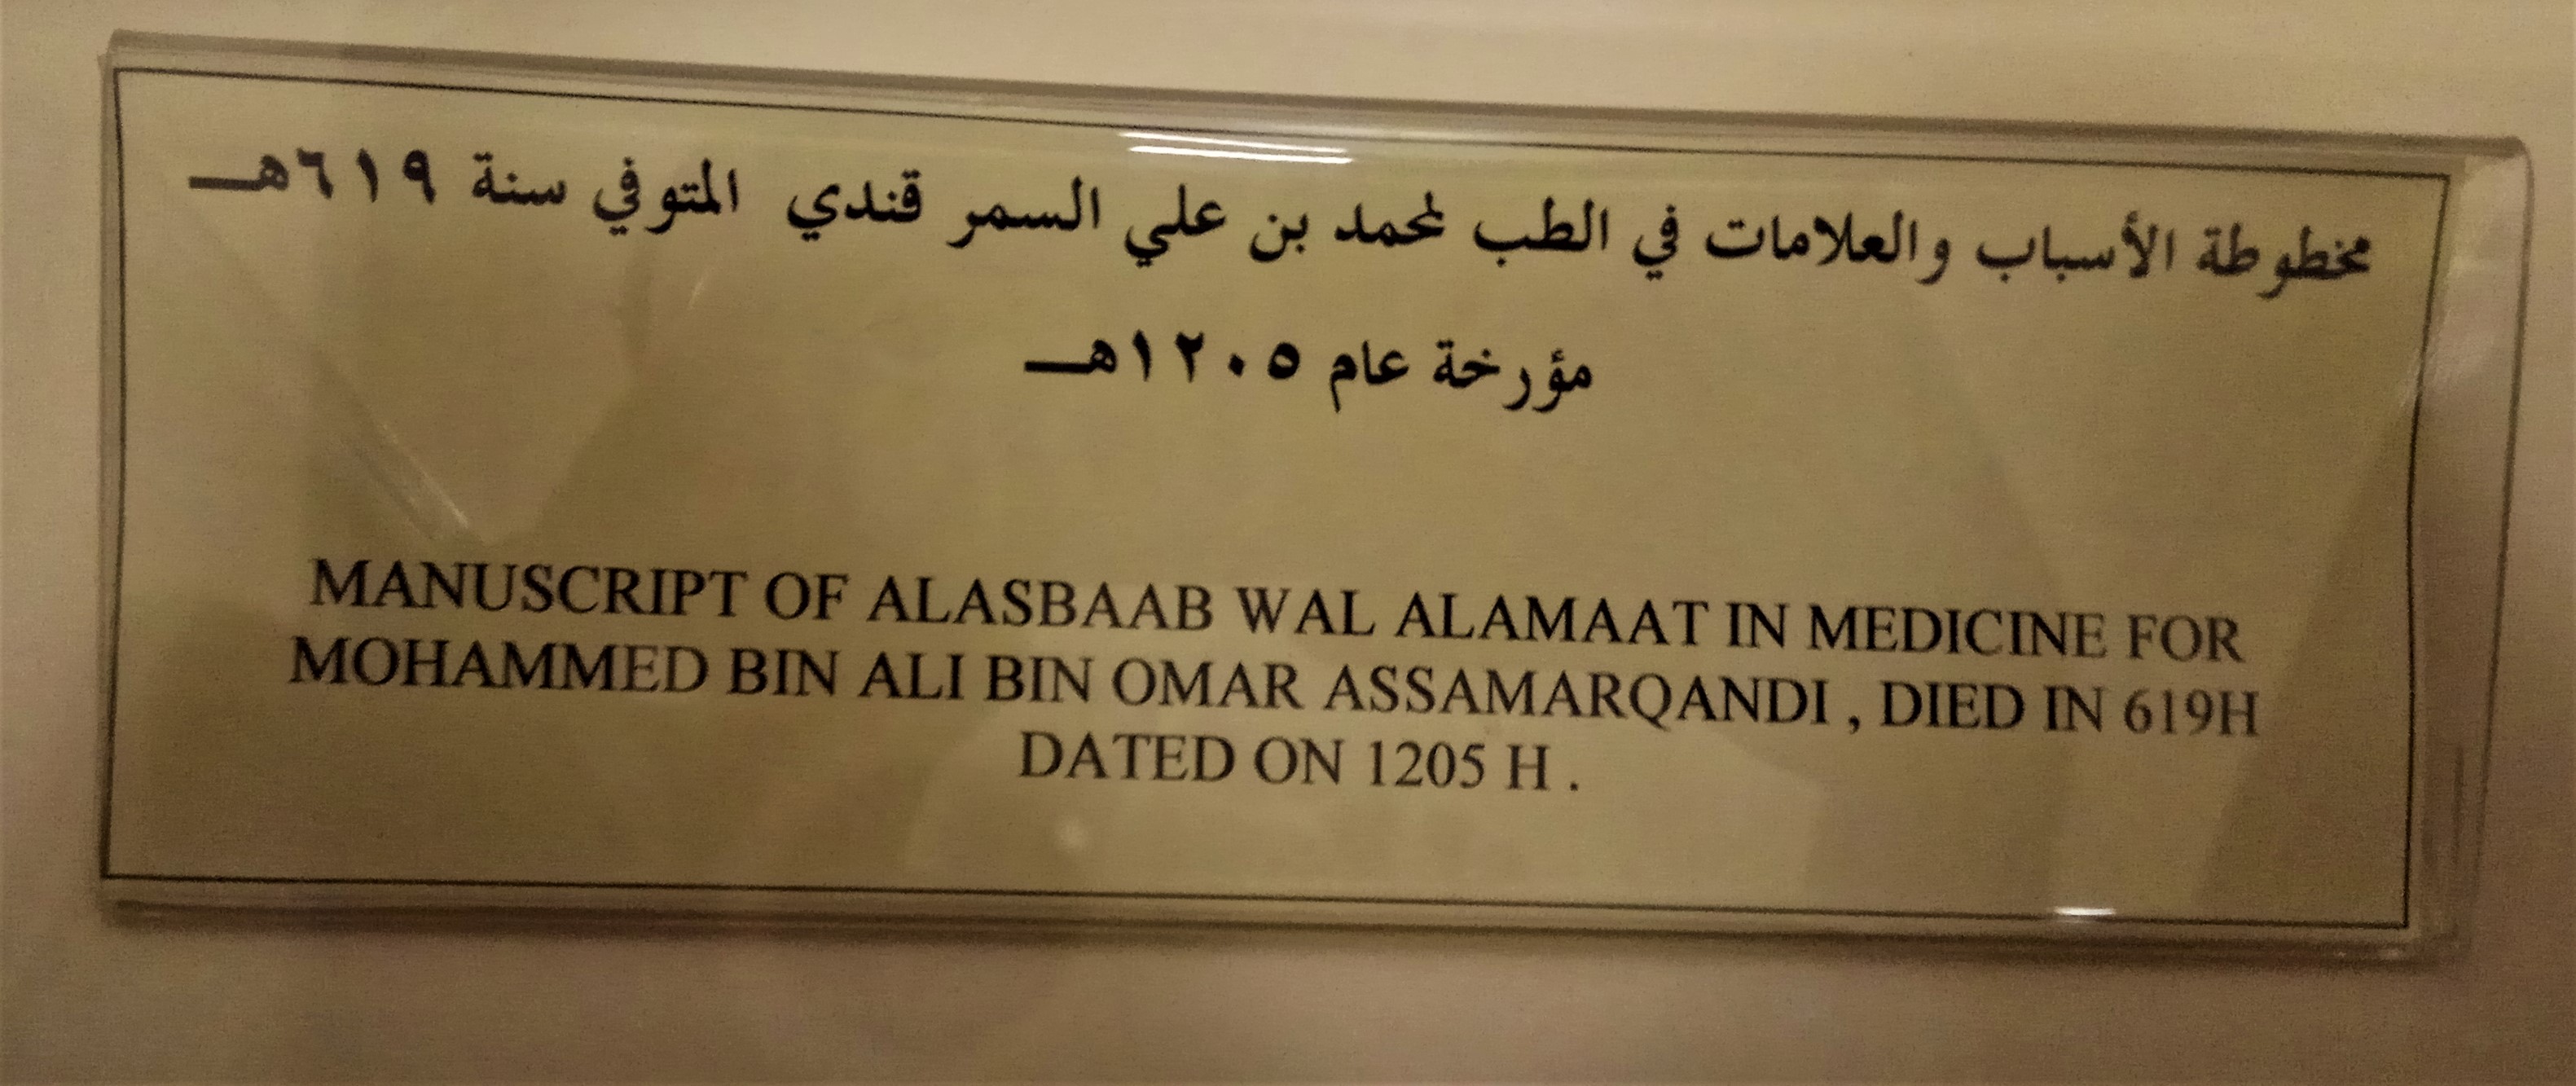 مخطوطة الأسباب والعلامات في الطب لمحمد بن علي السمر قندي المتوفي سنة ٦١٩هـ
مؤرخة عام ١٢٠٥هـ
MANUSCRIPT OF ALASBAAB WAL ALAMAAT IN MEDICINE FOR
MOHAMMED BIN ALI BIN OMAR ASSAMARQANDI , DIED IN 619H
DATED ON 1205 H .